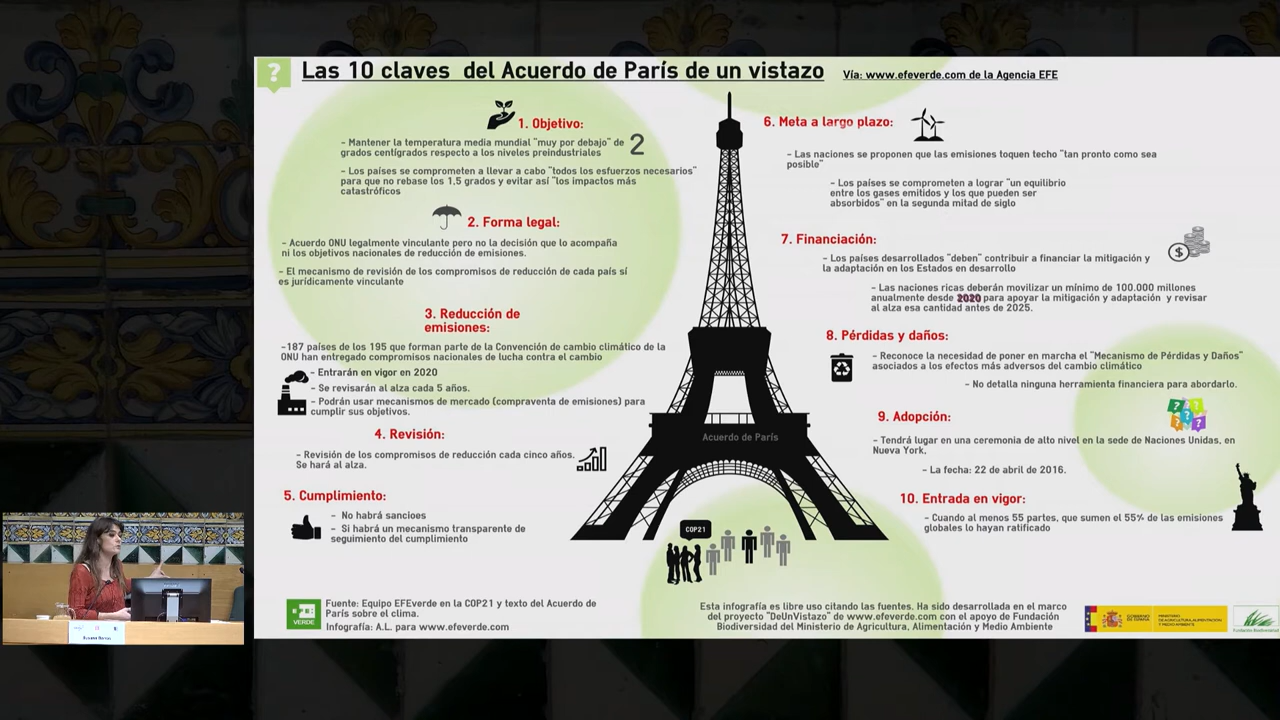 Las 10 claves del Acuerdo de París de un vistazo
Vía: www.efeverde.com de la Agencia EFE
1. Objetivo:
- Mantener la temperatura media mundial "muy por debajo" de 2
grados centígrados respecto a los niveles preindustriales
- Los países se comprometen a llevar a cabo "todos los esfuerzos necesarios"
para que no rebase los 1,5 grados y evitar así "los impactos más
catastróficos
2. Forma legal:
- Acuerdo ONU legalmente vinculante pero no la decisión que lo acompaña
ni los objetivos nacionales de reducción de emisiones.
- El mecanismo de revisión de los compromisos de reducción de cada país sí
es jurídicamente vinculante
3. Reducción de
emisiones:
-187 países de los 195 que forman parte de la Convención de cambio climático de la
ONU han entregado compromisos nacionales de lucha contra el cambio
- Entrarán en vigor en 2020
- Se revisarán al alza cada 5 años.
- Podrán usar mecanismos de mercado (compraventa de emisiones) para
cumplir sus objetivos.
4. Revisión:
- Revisión de los compromisos de reducción cada cinco años.
Se hará al alza.
5. Cumplimiento:
- No habrá sancioes
- Si habrá un mecanismo transparente de
seguimiento del cumplimiento
6. Meta a largo plazo:
- Las naciones se proponen que las emisiones toquen techo "tan pronto como sea
posible"
- Los países se comprometen a lograr "un equilibrio
entre los gases emitidos y los que pueden ser
absorbidos" en la segunda mitad de siglo
7. Financiación:
- Los países desarrollados "deben" contribuir a financiar la mitigación y
la adaptación en los Estados en desarrollo
- Las naciones ricas deberán movilizar un mínimo de 100.000 millones
anualmente desde 2020 para apoyar la mitigación y adaptación y revisar
al alza esa cantidad antes de 2025.
8. Pérdidas y daños:
- Reconoce la necesidad de poner en marcha el "Mecanismo de Pérdidas y Daños"
asociados a los efectos más adversos del cambio climático
- No detalla ninguna herramienta financiera para abordarlo.
9. Adopción:
- Tendrá lugar en una ceremonia de alto nivel en la sede de Naciones Unidas, en
Nueva York,
- La fecha: 22 de abril de 2016.
10. Entrada en vigor:
- Cuando al menos 55 partes, que sumen el 55% de las emisiones
globales lo hayan ratificado
Acuerdo de París
COP21
VERDE
Fuente: Equipo EFEverde en la COP21 y texto del Acuerdo de
París sobre el clima.
Infografía: A.L. para www.efeverde.com
Esta infografía es libre uso citando las fuentes. Ha sido desarrollada en el marco
del proyecto "DeUnVistazo" de www.efeverde.com con el apoyo de Fundación
Biodiversidad del Ministerio de Agricultura, Alimentación y Medio Ambiente
GOBIERNO
DE ESPAÑA
MINISTERIO
DE AGRICULTURA, ALIMENTACIÓN
Y MEDIO AMBIENTE
Fundación Biodiversidad